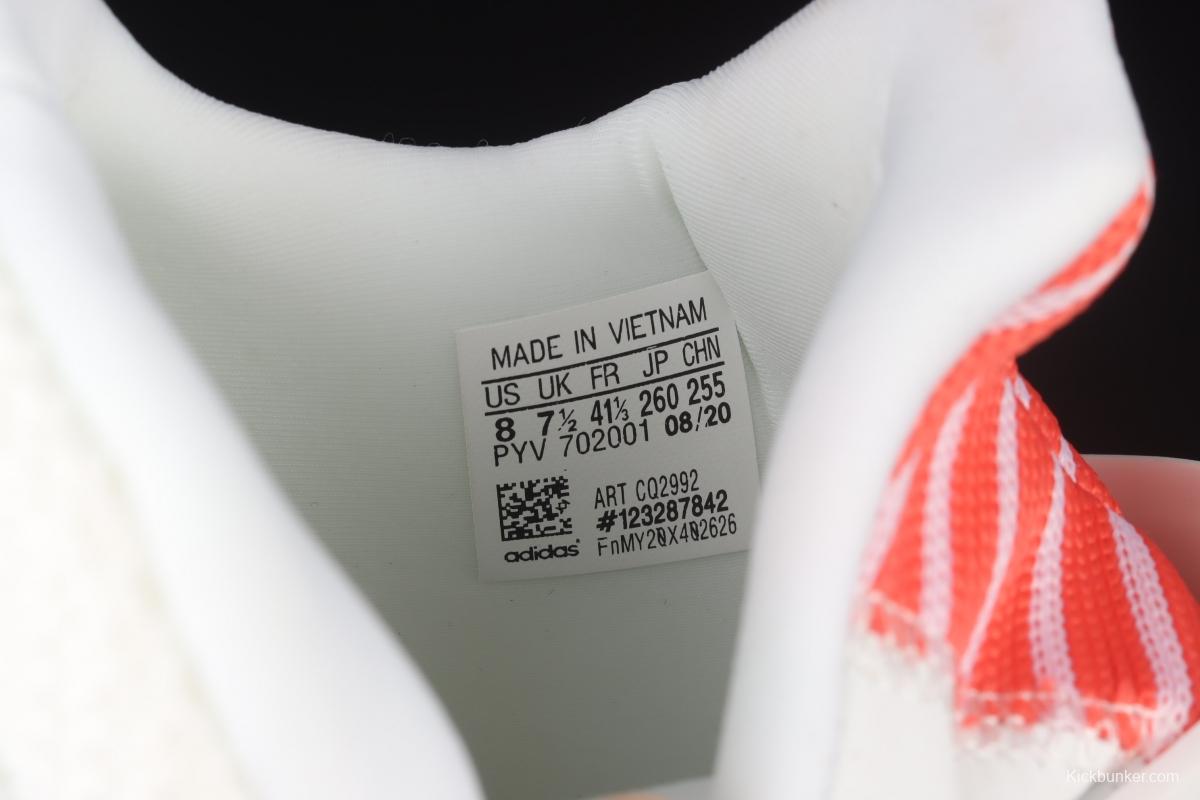 MADE IN VIETNAM
US UK FR JP CHN
8 7½ 41⅓ 260 255
PYV 702001 08/20
ART CQ2992
#123287842
FnMY20X402626
adidas
Kickbunker.com